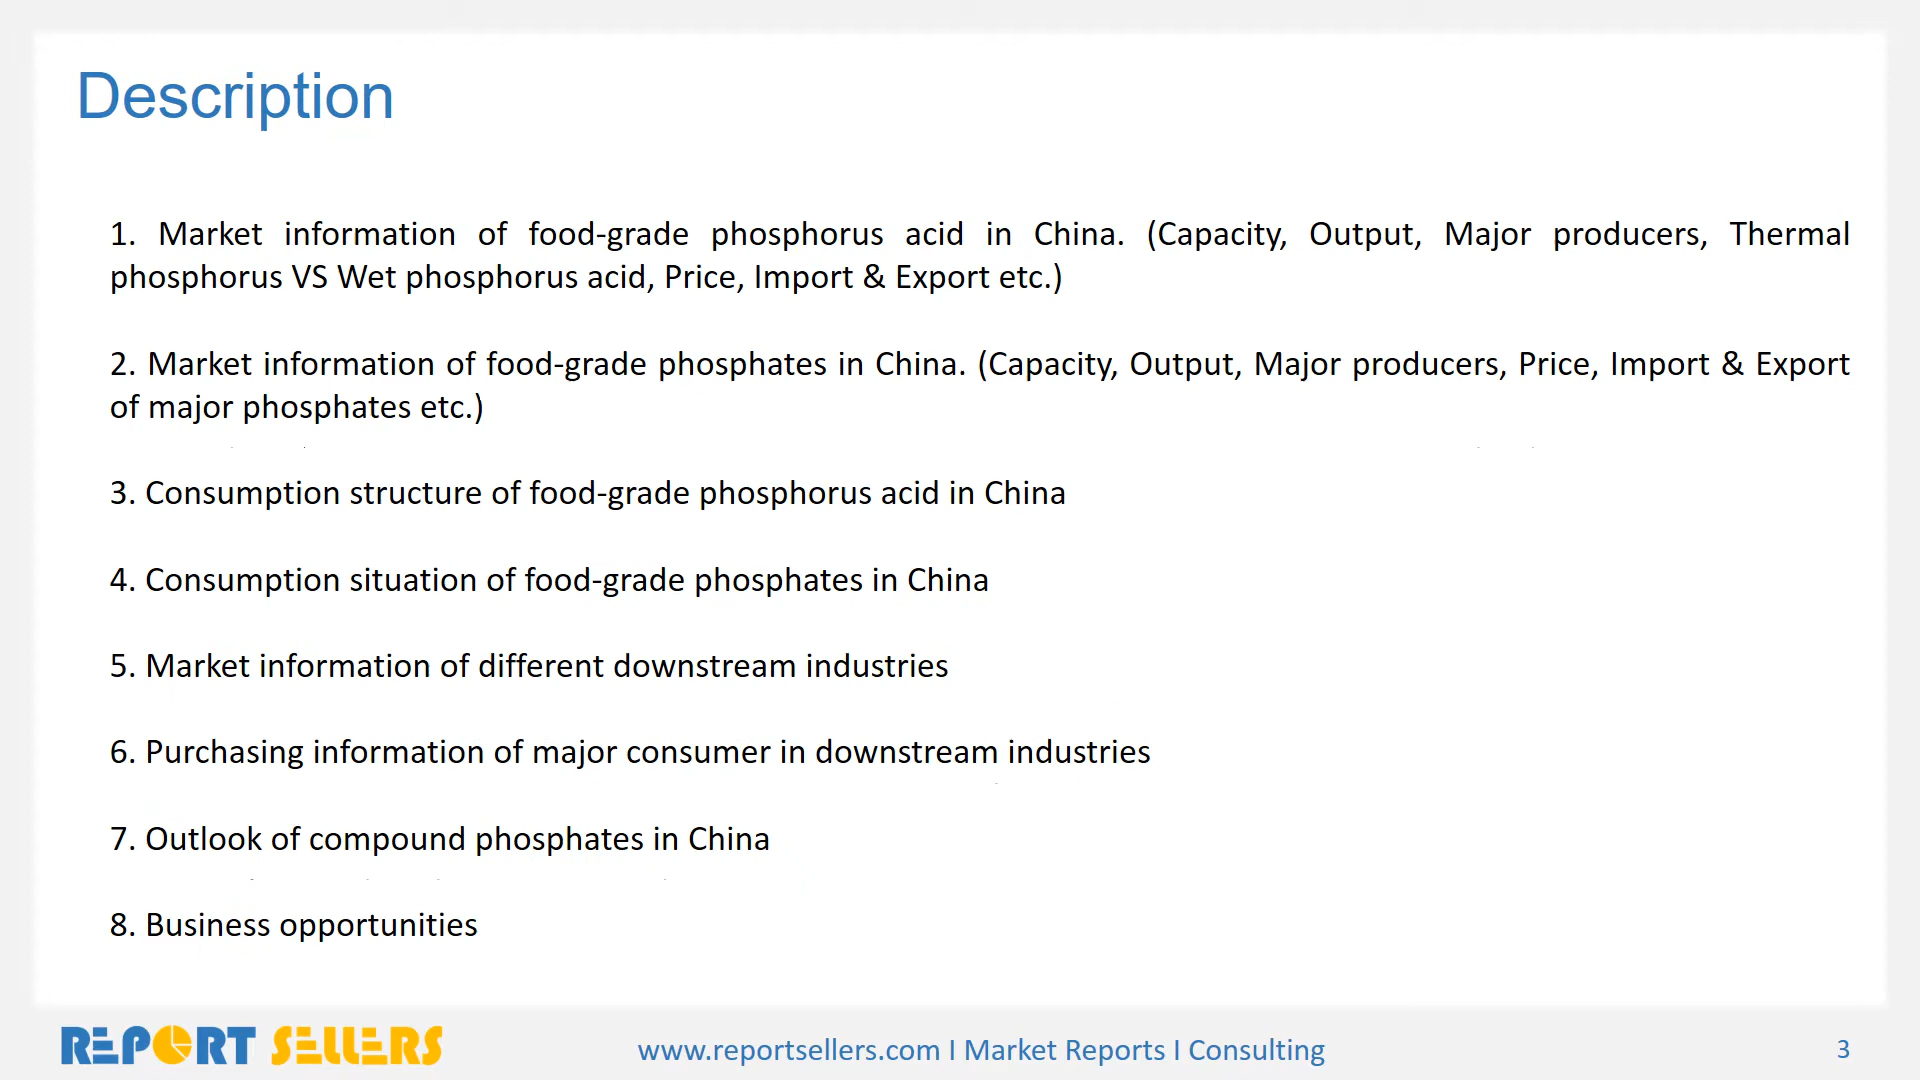 Description
1. Market information of food-grade phosphorus acid in China. (Capacity, Output, Major producers, Thermal
phosphorus VS Wet phosphorus acid, Price, Import & Export etc.)
2. Market information of food-grade phosphates in China. (Capacity, Output, Major producers, Price, Import & Export
of major phosphates etc.)
3. Consumption structure of food-grade phosphorus acid in China
4. Consumption situation of food-grade phosphates in China
5. Market information of different downstream industries
6. Purchasing information of major consumer in downstream industries
7. Outlook of compound phosphates in China
8. Business opportunities
REPORT SELLERS
www.reportsellers.com I Market Reports I Consulting
3